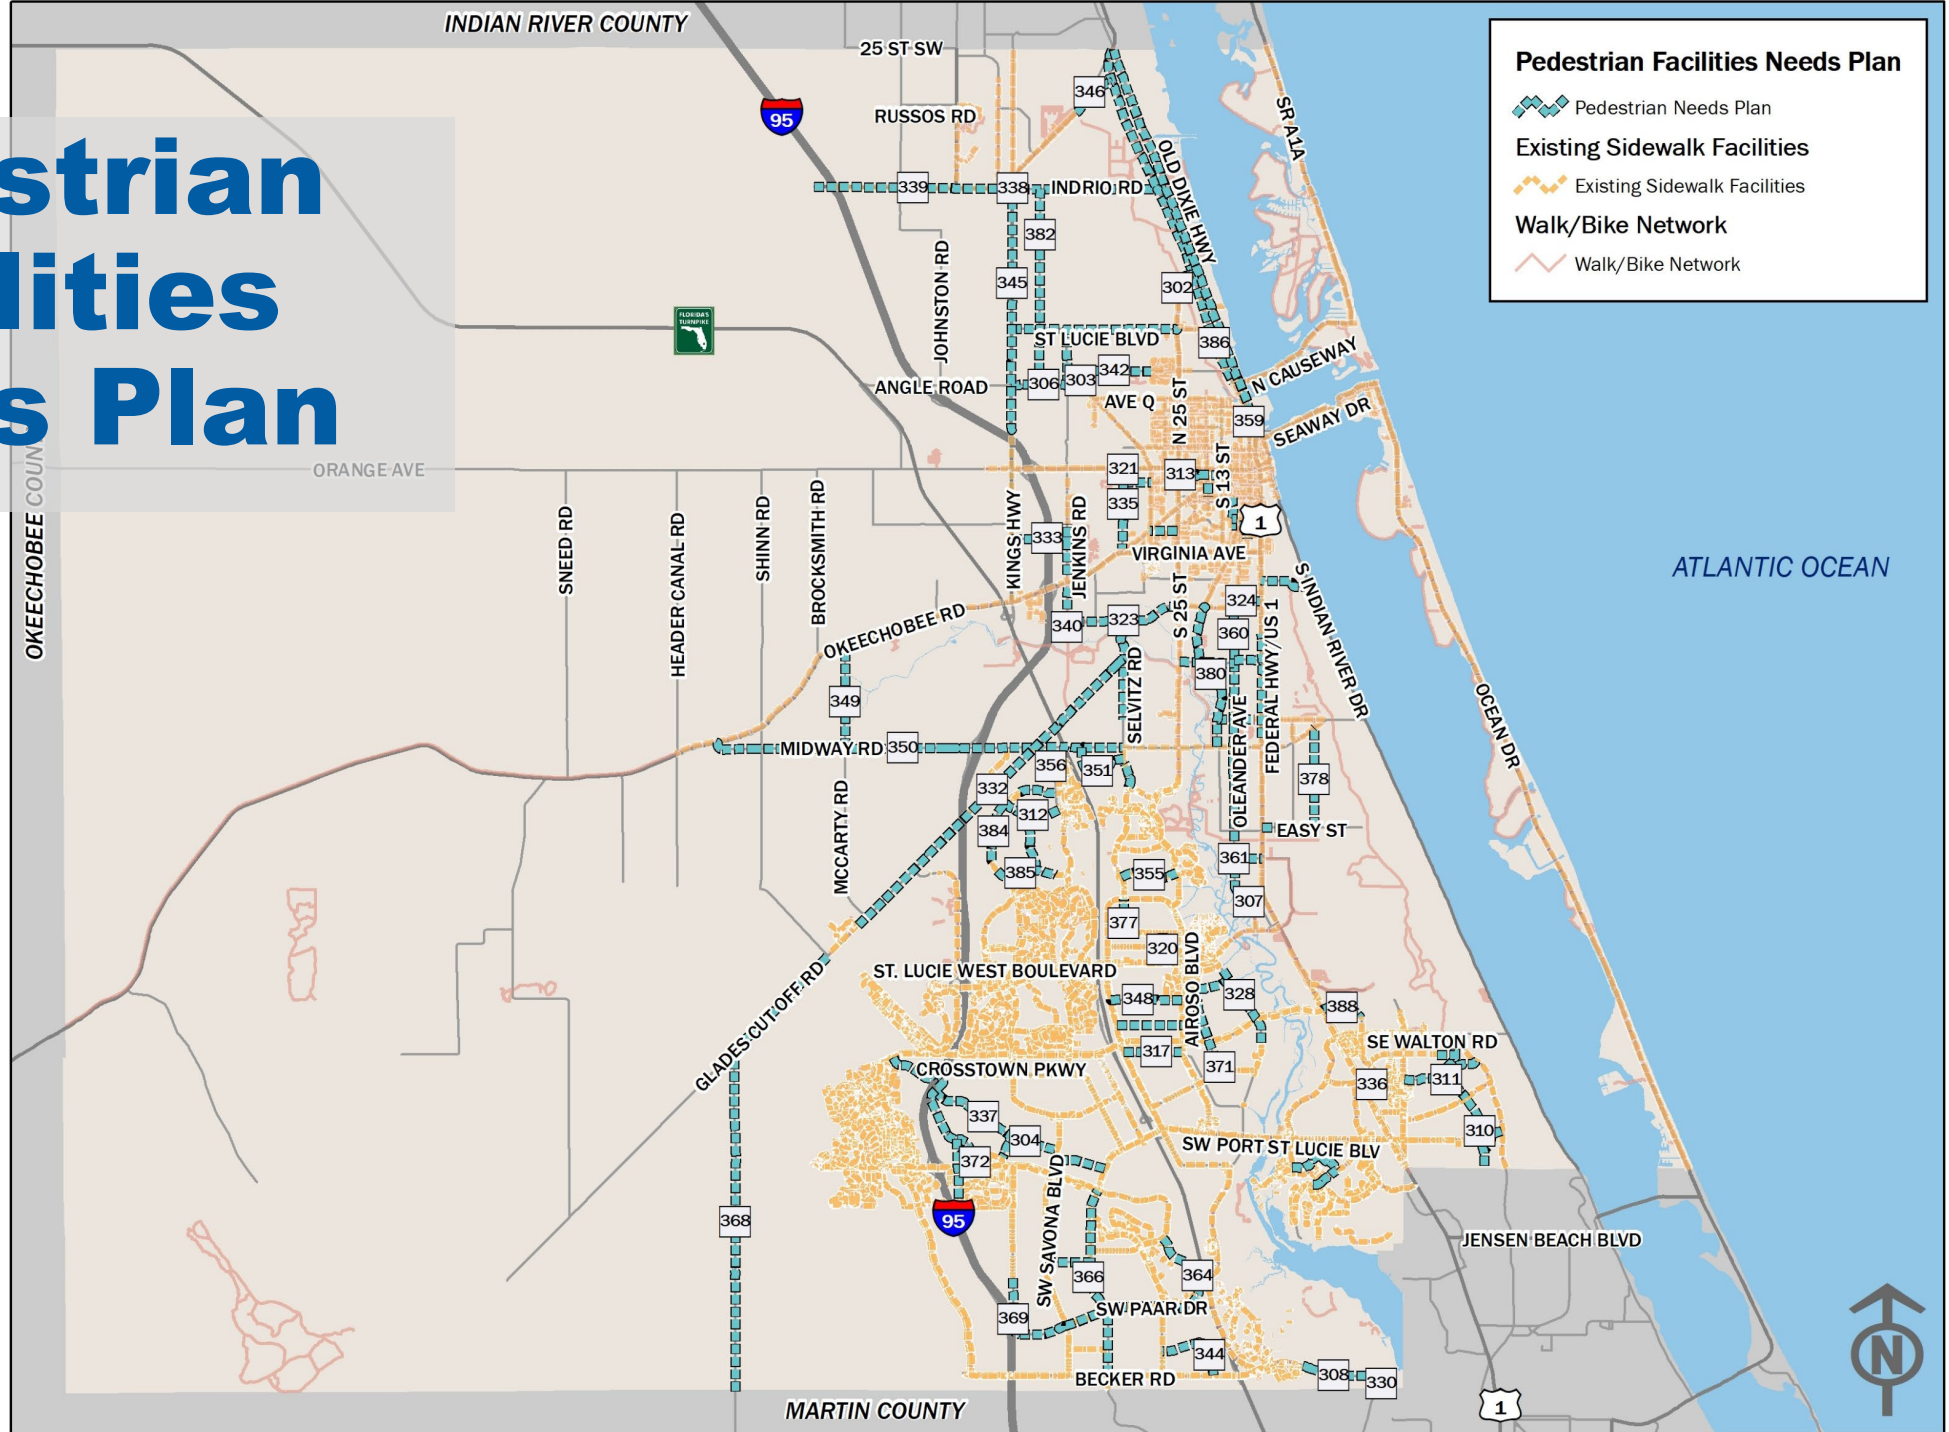 INDIAN RIVER COUNTY
25 ST SW
Pedestrian Facilities Needs Plan
Pedestrian Needs Plan
Existing Sidewalk Facilities
Existing Sidewalk Facilities
Walk/Bike Network
Walk/Bike Network
95
RUSSOS RD
346
SR A1A
strian
lities
s Plan
339
338
INDRIO RD
OLD DIXIE HWY
382
345
302
JOHNSTON RD
FLORIDA'S
TURNPIKE
ST LUCIE BLVD
386
N CAUSEWAY
ANGLE ROAD
306
303
342
AVE Q
N 25 ST
359
SEAWAY DR
OKEECHOBEE COUN
ORANGE AVE
321
313
S 13 ST
335
1
SNEED RD
HEADER CANAL RD
SHINN RD
BROCKSMITH RD
KINGS HWY
333
JENKINS RD
VIRGINIA AVE
ATLANTIC OCEAN
OKEECHOBEE RD
340
323
S 25 ST
324
360
FEDERAL HWY/US 1
S INDIAN RIVER DR
349
SELVITZ RD
380
OLEANDER AVE
OCEAN DR
MIDWAY RD
350
356
351
332
312
384
385
378
EASY ST
MCCARTY RD
355
361
307
377
320
ST. LUCIE WEST BOULEVARD
AIROSO BLVD
348
328
388
GLADES CUT OFF RD
317
371
SE WALTON RD
CROSSTOWN PKWY
336
311
337
304
310
372
SW PORT ST LUCIE BLV
95
368
SW SAVONA BLVD
JENSEN BEACH BLVD
366
364
369
SW PAAR DR
344
BECKER RD
308
330
MARTIN COUNTY
1
N